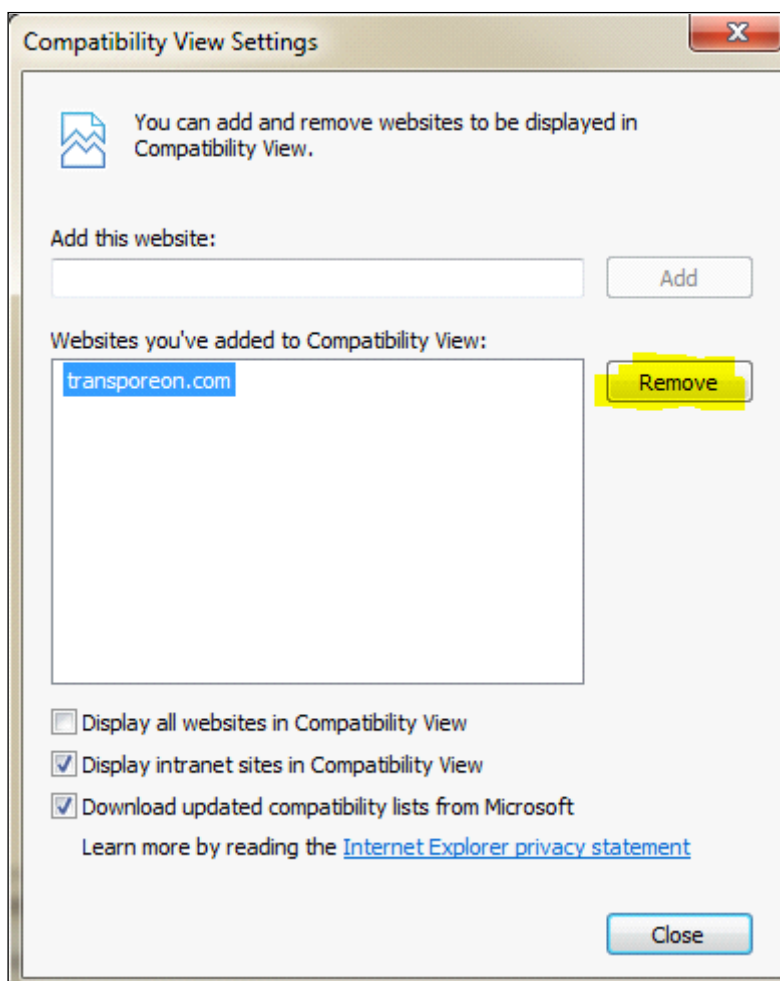 Compatibility View Settings
You can add and remove websites to be displayed in
Compatibility View.
Add this website:
Add
Websites you've added to Compatibility View:
transporeon.com
Remove
Display all websites in Compatibility View
Display intranet sites in Compatibility View
Download updated compatibility lists from Microsoft
Learn more by reading the Internet Explorer privacy statement
Close